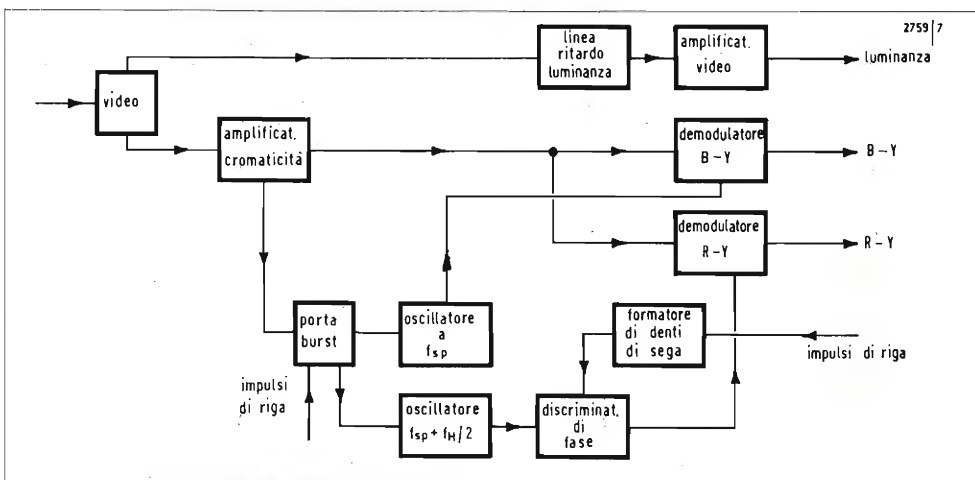 2759/7
linea
ritardo
luminanza
amplificat.
video
luminanza
video
amplificat.
cromaticità
demodulatore
B-Y
B-Y
demodulatore
R-Y
R-Y
porta
burst
oscillatore
a
fsp
formatore
di denti
di sega
impulsi di riga
impulsi
di riga
oscillatore
fsp + fH/2
discriminat.
di
fase